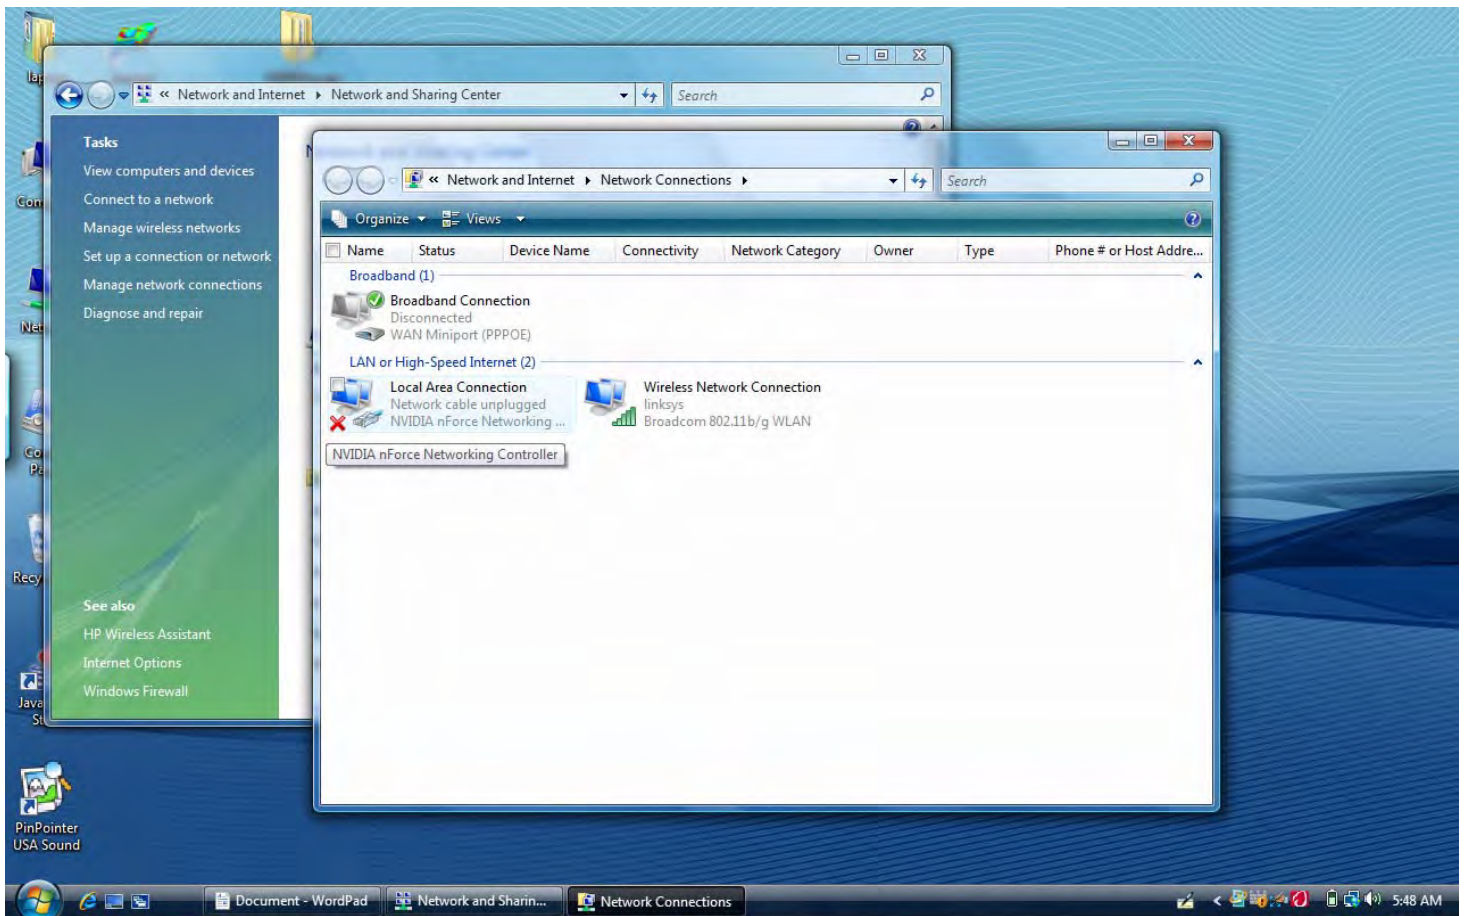 « Network and Internet ▸ Network and Sharing Center
Search
Tasks
View computers and devices
Connect to a network
Manage wireless networks
Set up a connection or network
Manage network connections
Diagnose and repair
See also
HP Wireless Assistant
Internet Options
Windows Firewall
« Network and Internet ▸ Network Connections ▸
Search
Organize Views
Name Status Device Name Connectivity Network Category Owner Type Phone # or Host Addre...
Broadband (1)
Broadband Connection
Disconnected
WAN Miniport (PPPOE)
LAN or High-Speed Internet (2)
Local Area Connection
Network cable unplugged
NVIDIA nForce Networking ...
Wireless Network Connection
linksys
Broadcom 802.11b/g WLAN
NVIDIA nForce Networking Controller
Recy
Java
PinPointer
USA Sound
Document - WordPad
Network and Sharin...
Network Connections
5:48 AM